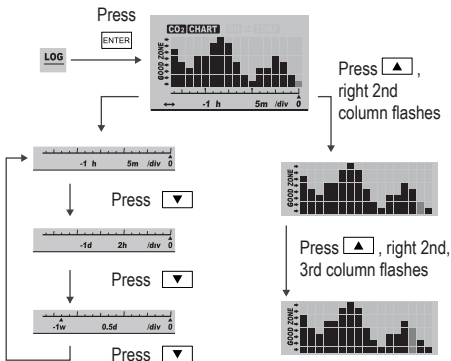 Press
ENTER
LOG
CO2 CHART
GOOD ZONE
-1 h 5m /div 0
Press ▲ ,
right 2nd
column flashes
-1 h 5m /div 0
Press ▼
GOOD ZONE
-1d 2h /div 0
Press ▲ , right 2nd,
3rd column flashes
Press ▼
-1w 0.5d /div 0
GOOD ZONE
Press ▼